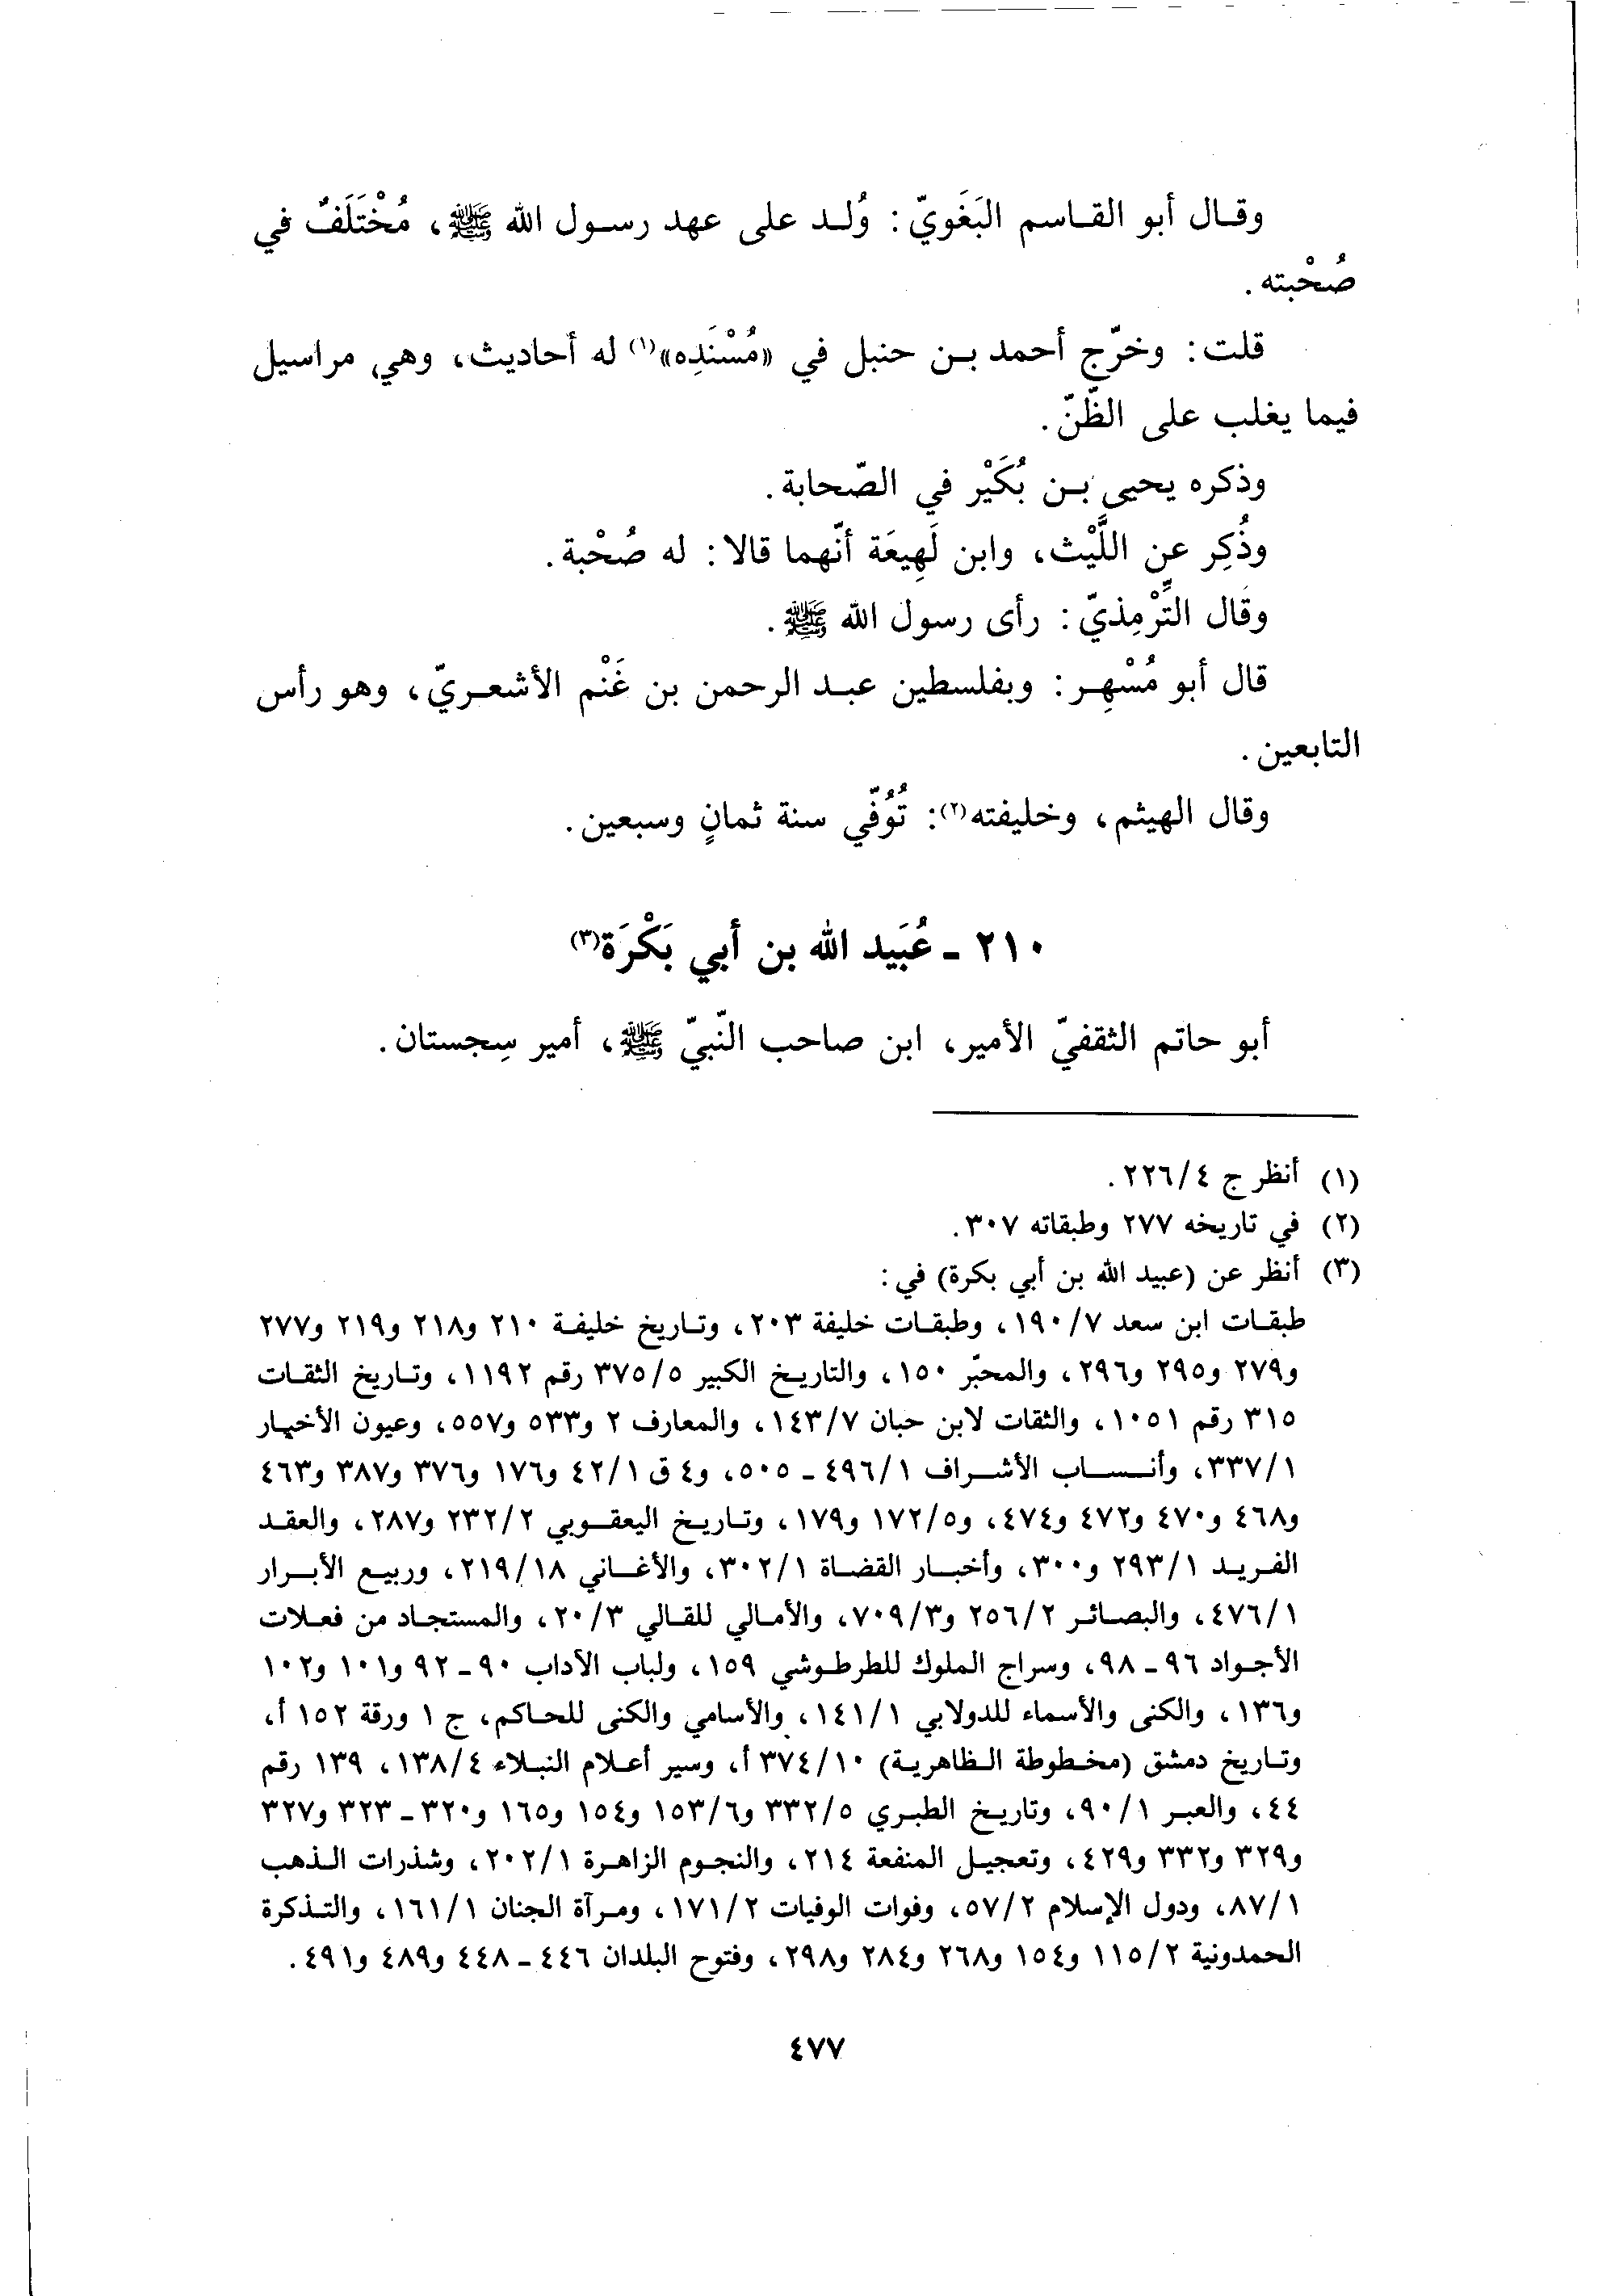 وقال أبو القاسم البَغَويّ: وُلد على عهد رسول الله ﷺ، مُخْتَلَفٌ في
صُحْبته.
قلت: وخرّج أحمد بن حنبل في «مُسْنَدِه»(١) له أحاديث، وهي مراسيل
فيما يغلب على الظّنّ.
وذكره يحيى بن بُكَيْر في الصّحابة.
وذُكِر عن اللَّيْث، وابن لَهِيعَة أنّهما قالا: له صُحْبة.
وقال التِّرْمِذيّ: رأى رسول الله ﷺ.
قال أبو مُسْهِر: وبفلسطين عبد الرحمن بن غَنْم الأشعريّ، وهو رأس
التابعين.
وقال الهيثم، وخليفته(٢): تُوُفّي سنة ثمانٍ وسبعين.
٢١٠ - عُبَيد الله بن أبي بَكْرَة(٣)
أبو حاتم الثقفيّ الأمير، ابن صاحب النّبيّ ﷺ، أمير سِجستان.
(١) أنظر ج ٢٢٦/٤.
(٢) في تاريخه ٢٧٧ وطبقاته ٣٠٧.
(٣) أنظر عن (عبيد الله بن أبي بكرة) في:
طبقات ابن سعد ١٩٠/٧، وطبقات خليفة ٢٠٣، وتاريخ خليفة ٢١٠ و٢١٨ و٢١٩ و٢٧٧
و٢٧٩ و٢٩٥ و٢٩٦، والمحبّر ١٥٠، والتاريخ الكبير ٣٧٥/٥ رقم ١١٩٢، وتاريخ الثقات
٣١٥ رقم ١٠٥١، والثقات لابن حبان ١٤٣/٧، والمعارف ٢ و٥٣٣ و٥٥٧، وعيون الأخبار
٣٣٧/١، وأنساب الأشراف ٤٩٦/١ - ٥٠٥، و٤ ق ٤٢/١ و١٧٦ و٣٧٦ و٣٨٧ و٤٦٣
و٤٦٨ و٤٧٠ و٤٧٢ و٤٧٤، و١٧٢/٥ و١٧٩، وتاريخ اليعقوبي ٢٣٢/٢ و٢٨٧، والعقد
الفريد ٢٩٣/١ و٣٠٠، وأخبار القضاة ٣٠٢/١، والأغاني ٢١٩/١٨، وربيع الأبرار
٤٧٦/١، والبصائر ٢٥٦/٢ و٧٠٩/٣، والأمالي للقالي ٢٠/٣، والمستجاد من فعلات
الأجواد ٩٦ - ٩٨، وسراج الملوك للطرطوشي ١٥٩، ولباب الآداب ٩٠ - ٩٢ و١٠١ و١٠٢
و١٣٦، والكنى والأسماء للدولابي ١٤١/١، والأسامي والكنى للحاكم، ج ١ ورقة ١٥٢ أ،
وتاريخ دمشق (مخطوطة الظاهرية) ٣٧٤/١٠ أ، وسير أعلام النبلاء ١٣٨/٤، ١٣٩ رقم
٤٤، والعبر ٩٠/١، وتاريخ الطبري ٣٣٢/٥ و١٥٣/٦ و١٥٤ و١٦٥ و٣٢٠ - ٣٢٣ و٣٢٧
و٣٢٩ و٣٣٢ و٤٢٩، وتعجيل المنفعة ٢١٤، والنجوم الزاهرة ٢٠٢/١، وشذرات الذهب
٨٧/١، ودول الإسلام ٥٧/٢، وفوات الوفيات ١٧١/٢، ومرآة الجنان ١٦١/١، والتذكرة
الحمدونية ١١٥/٢ و١٥٤ و٢٦٨ و٢٨٤ و٢٩٨، وفتوح البلدان ٤٤٦ - ٤٤٨ و٤٨٩ و٤٩١.
٤٧٧